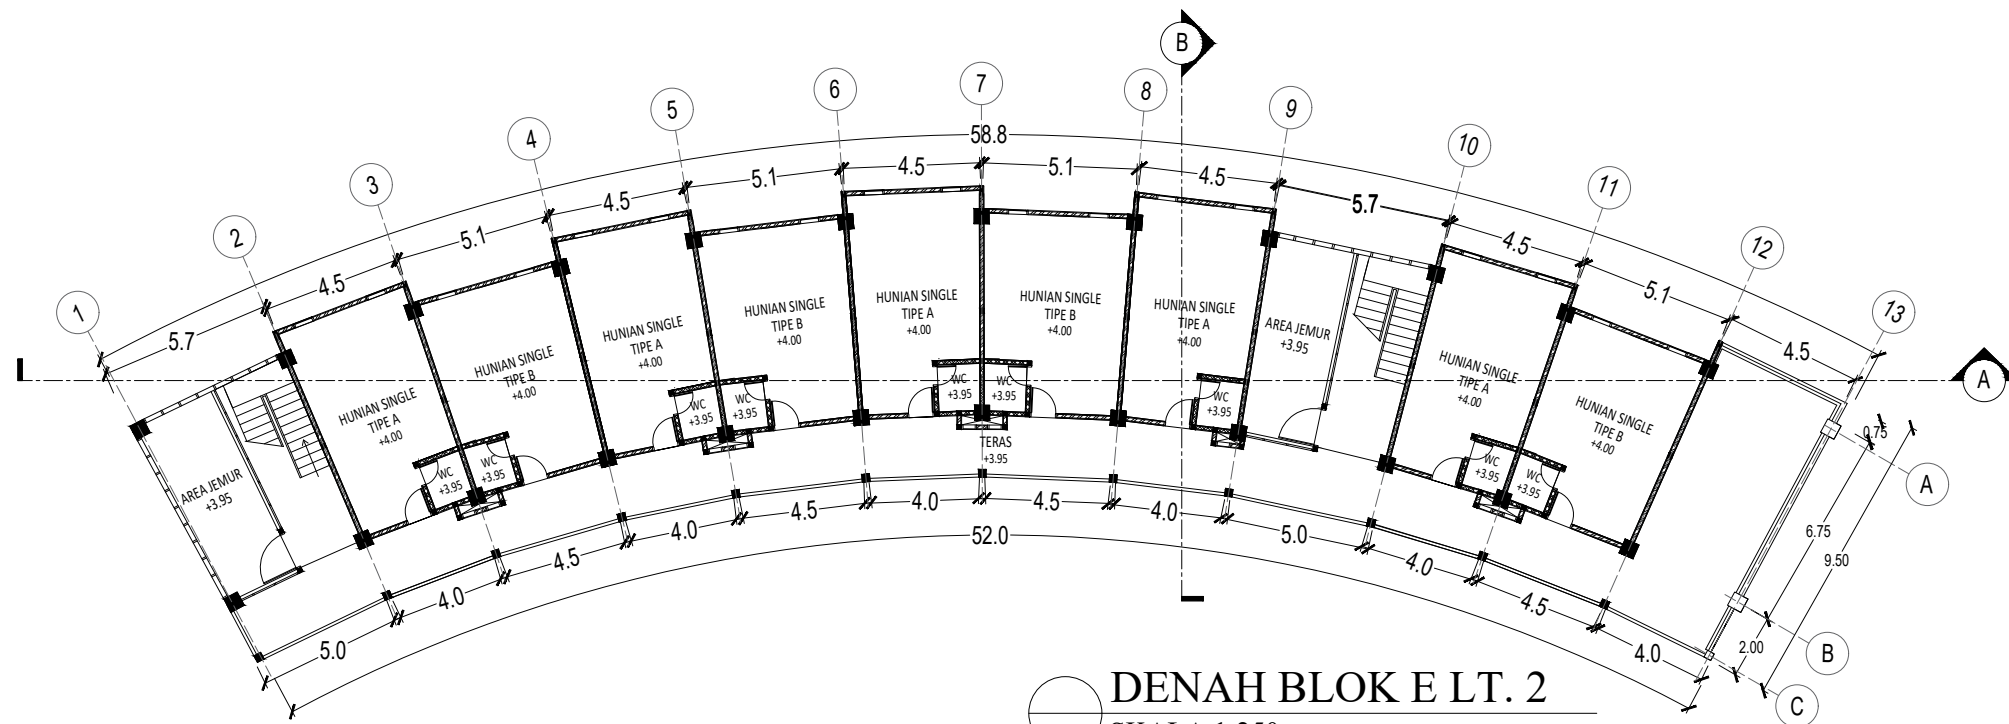 B
1
2
3
4
5
6
7
8
9
10
11
12
13
58.8
5.7
4.5
5.1
4.5
5.1
4.5
5.1
4.5
5.7
4.5
5.1
4.5
AREA JEMUR
+3.95
HUNIAN SINGLE
TIPE A
+4.00
HUNIAN SINGLE
TIPE B
+4.00
HUNIAN SINGLE
TIPE A
+4.00
HUNIAN SINGLE
TIPE B
+4.00
HUNIAN SINGLE
TIPE A
+4.00
HUNIAN SINGLE
TIPE B
+4.00
HUNIAN SINGLE
TIPE A
+4.00
AREA JEMUR
+3.95
HUNIAN SINGLE
TIPE A
+4.00
HUNIAN SINGLE
TIPE B
+4.00
WC
+3.95
WC
+3.95
WC
+3.95
WC
+3.95
WC
+3.95
WC
+3.95
WC
+3.95
WC
+3.95
WC
+3.95
TERAS
+3.95
A
0.75
A
6.75
9.50
2.00
B
C
5.0
4.0
4.5
4.0
4.5
4.0
4.5
4.0
5.0
4.0
4.5
4.0
52.0
DENAH BLOK E LT. 2